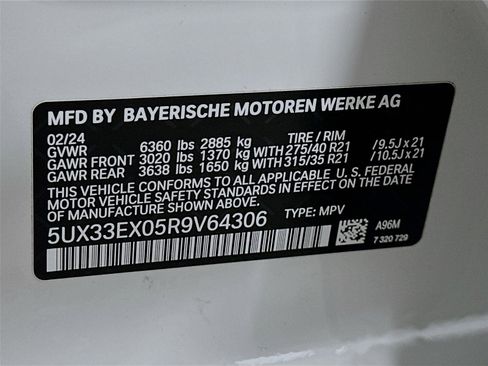 MFD BY BAYERISCHE MOTOREN WERKE AG
02/24 TIRE / RIM
GVWR 6360 lbs 2885 kg
GAWR FRONT 3020 lbs 1370 kg WITH 275/40 R21 / 9.5J x 21
GAWR REAR 3638 lbs 1650 kg WITH 315/35 R21 / 10.5J x 21
THIS VEHICLE CONFORMS TO ALL APPLICABLE U. S. FEDERAL
MOTOR VEHICLE SAFETY STANDARDS IN EFFECT ON THE DATE
OF MANUFACTURE SHOWN ABOVE.
5UX33EX05R9V64306 TYPE: MPV
A96M
7 320 729